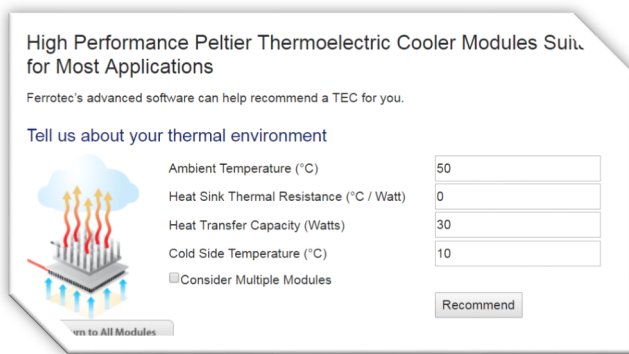 High Performance Peltier Thermoelectric Cooler Modules
for Most Applications
Ferrotec's advanced software can help recommend a TEC for you.
Tell us about your thermal environment
Ambient Temperature (°C) 50
Heat Sink Thermal Resistance (°C / Watt) 0
Heat Transfer Capacity (Watts) 30
Cold Side Temperature (°C) 10
Consider Multiple Modules
Recommend
to All Modules